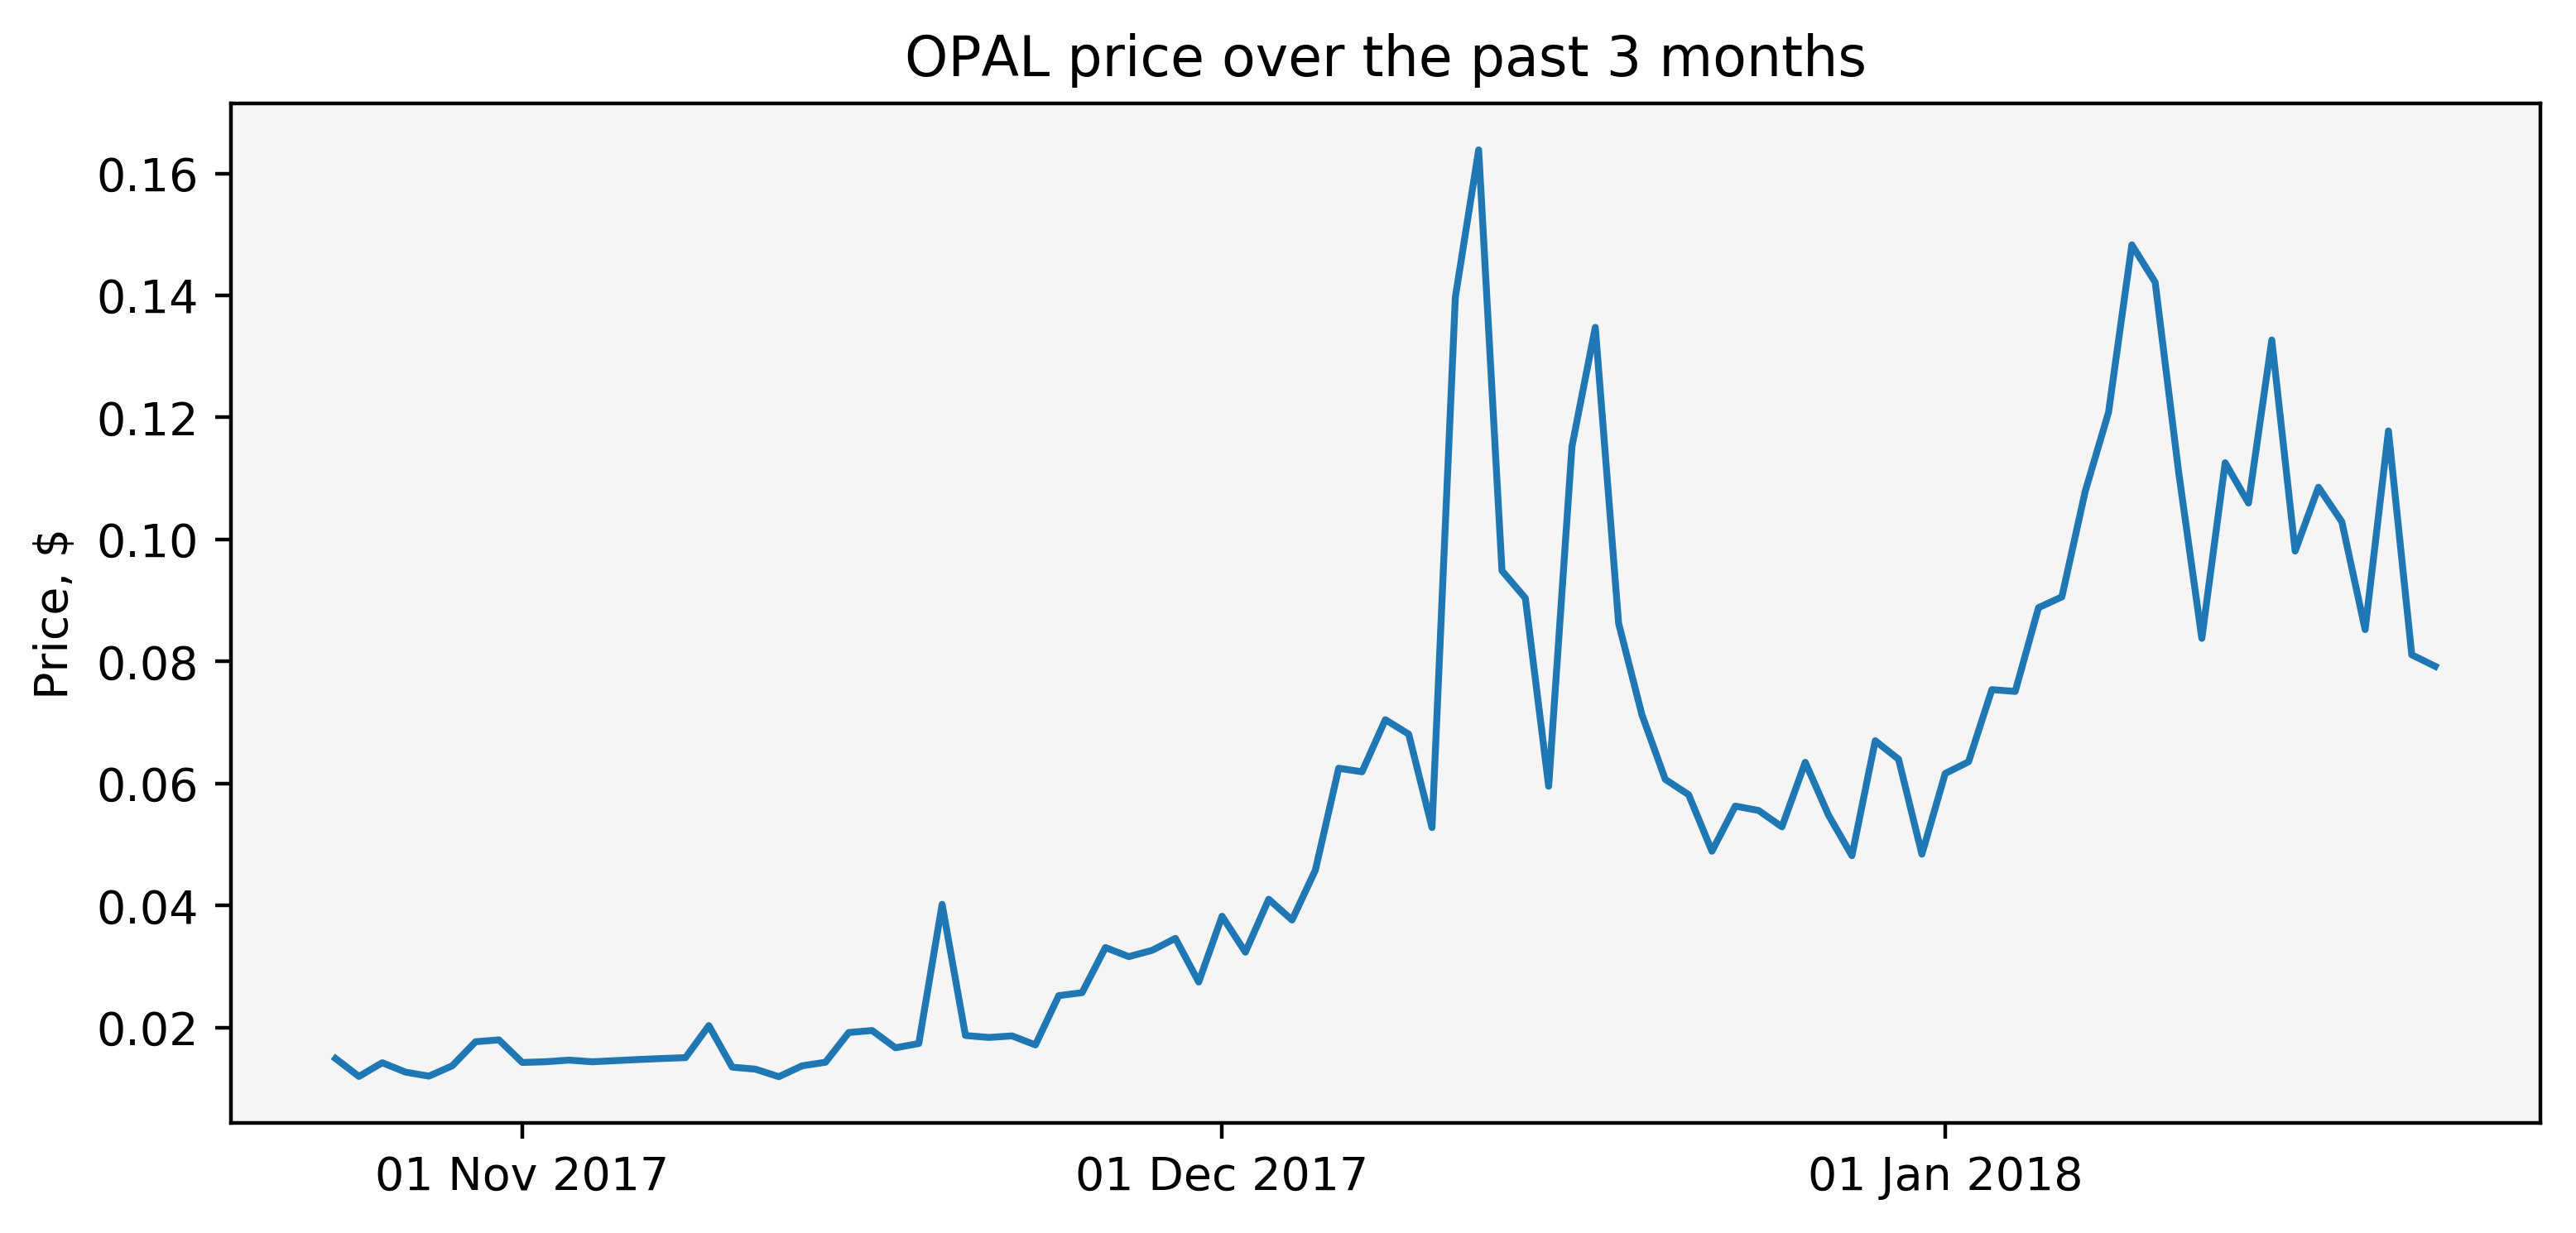 OPAL price over the past 3 months
Price, $
0.16
0.14
0.12
0.10
0.08
0.06
0.04
0.02
01 Nov 2017
01 Dec 2017
01 Jan 2018